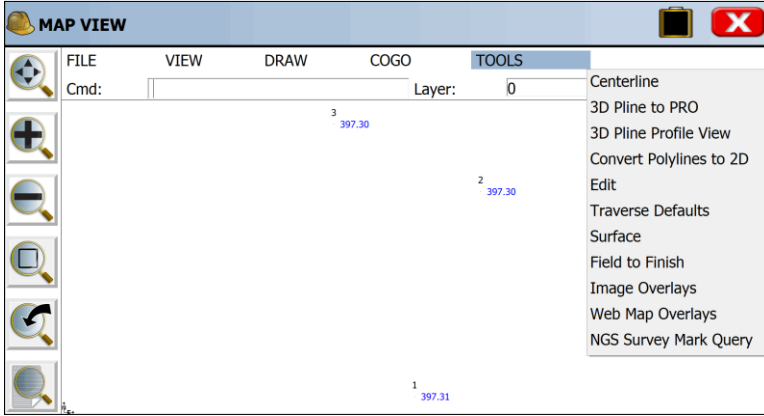 MAP VIEW
FILE VIEW DRAW COGO TOOLS
Cmd: Layer: 0
Centerline
3D Pline to PRO
3D Pline Profile View
Convert Polylines to 2D
Edit
Traverse Defaults
Surface
Field to Finish
Image Overlays
Web Map Overlays
NGS Survey Mark Query
3
397.30
2
397.30
1
397.31